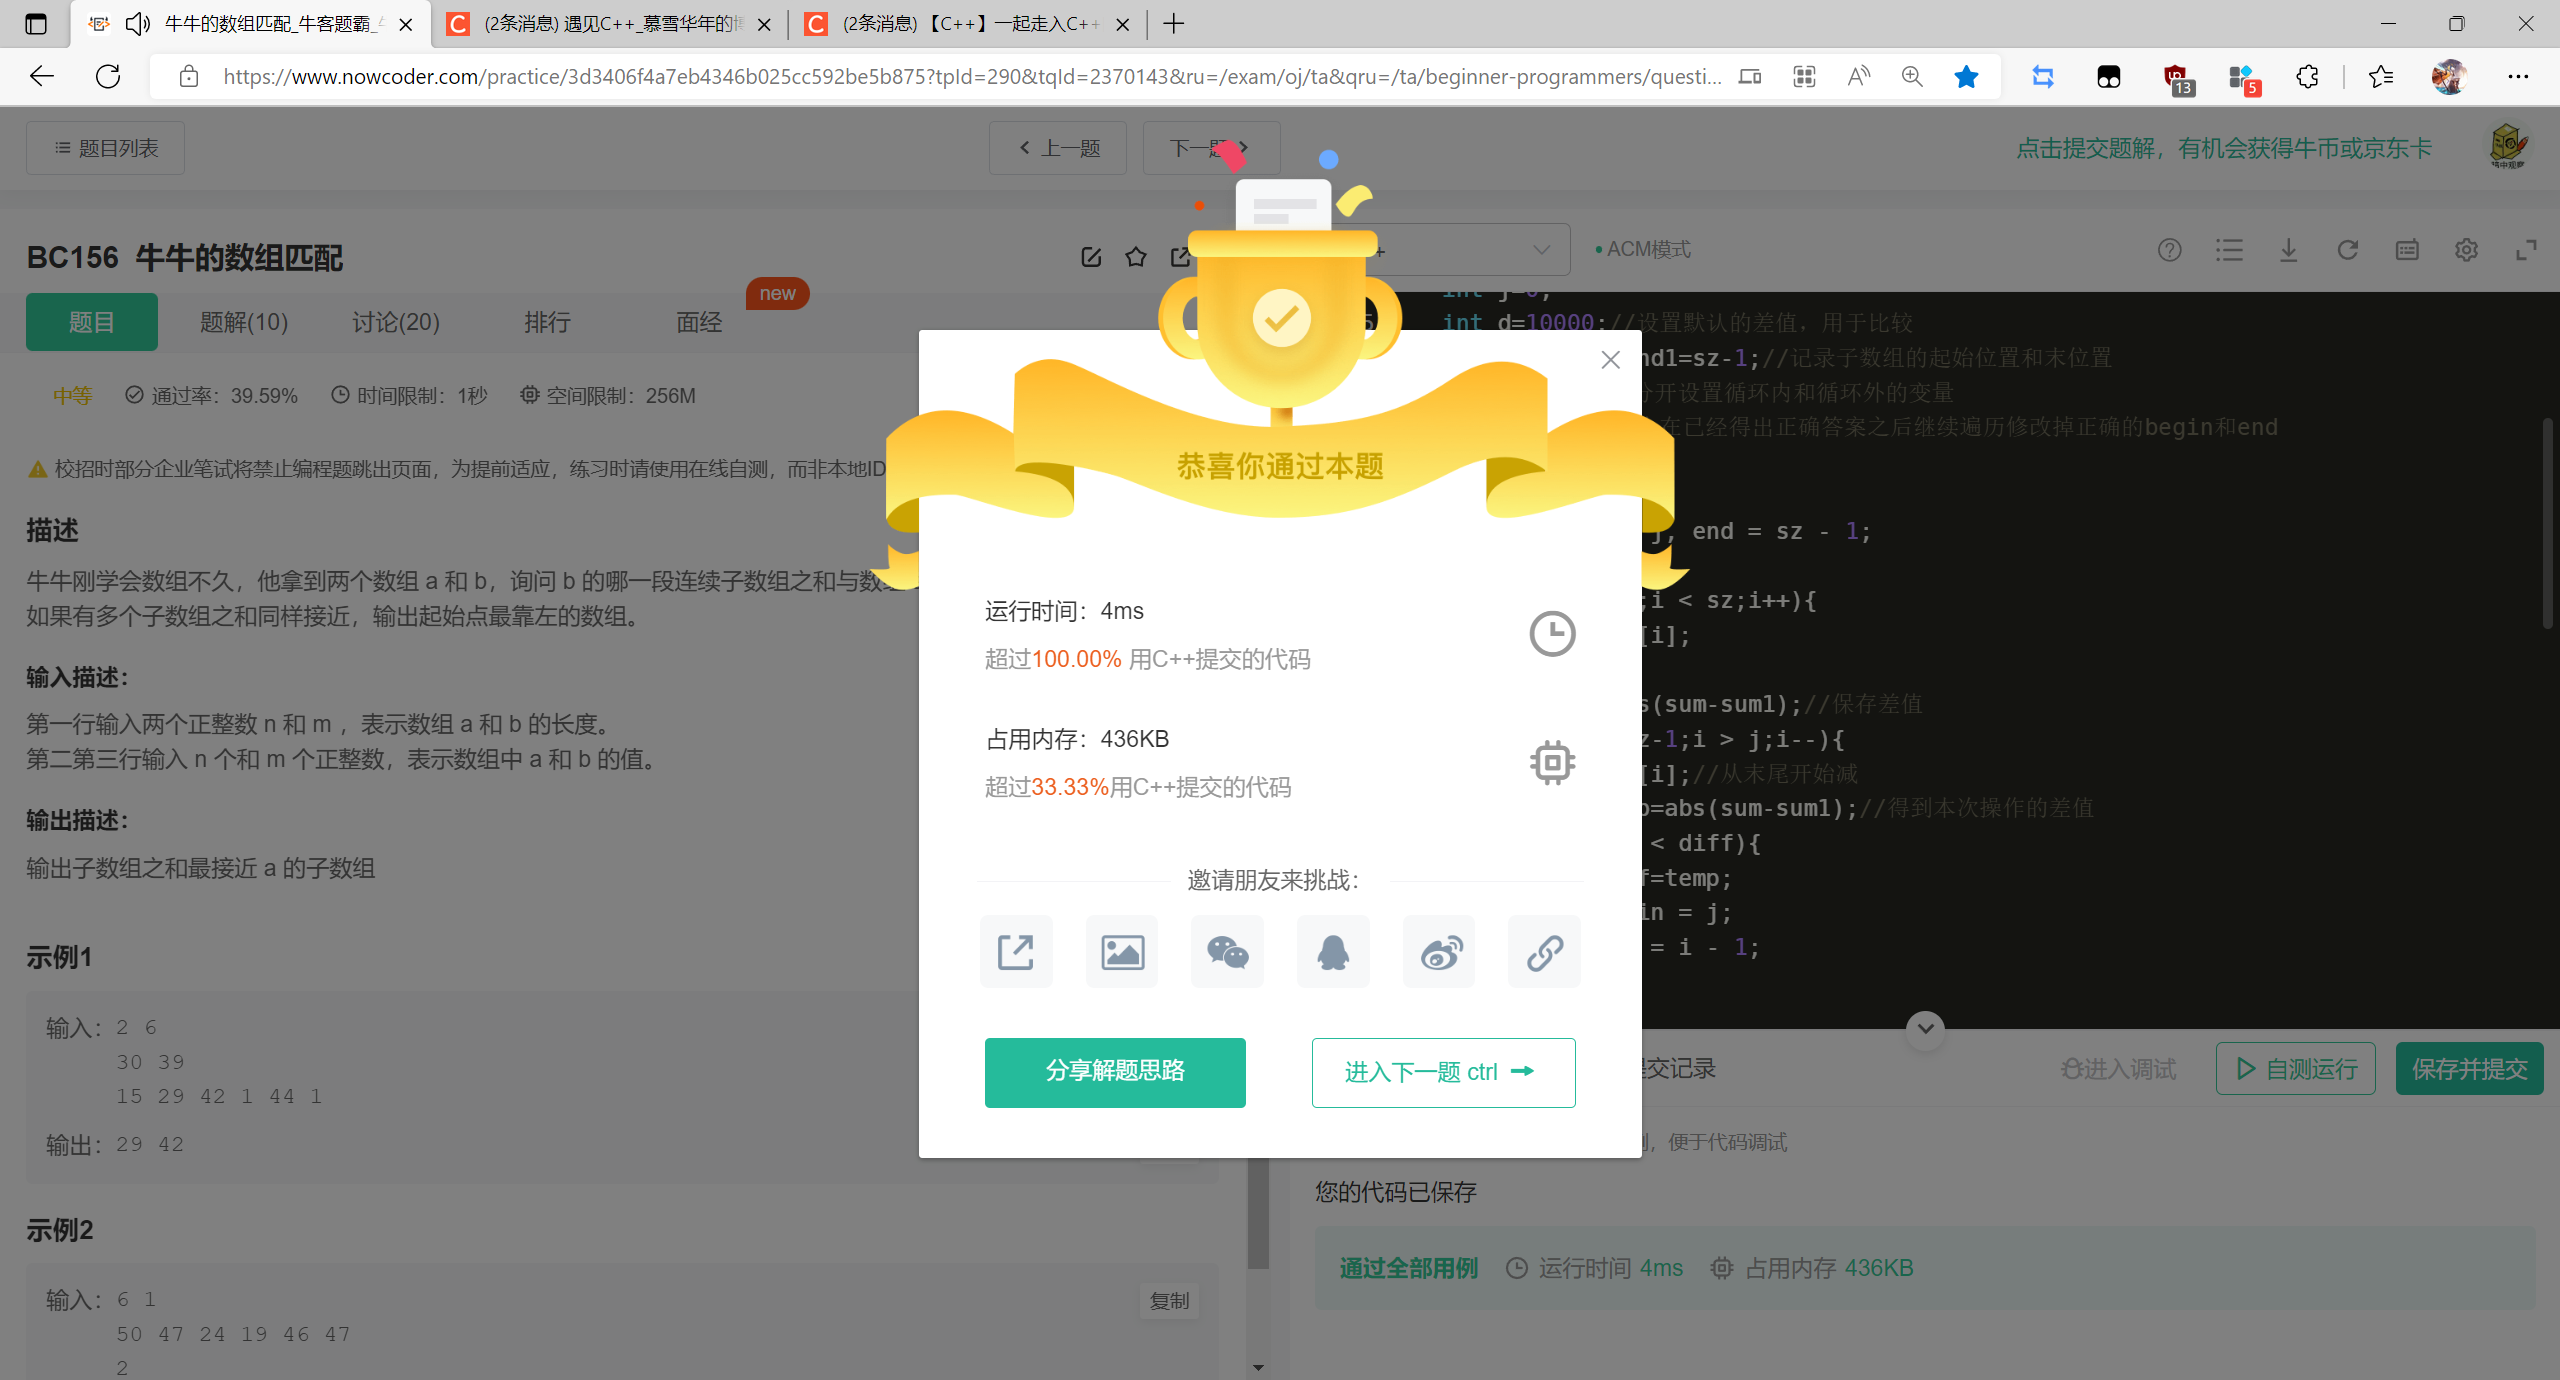 牛牛的数组匹配_牛客题霸_
(2条消息) 遇见C++_慕雪华年的博
(2条消息) 【C++】一起走入C++
https://www.nowcoder.com/practice/3d3406f4a7eb4346b025cc592be5b875?tpId=290&tqId=2370143&ru=/exam/oj/ta&qru=/ta/beginner-programmers/questi...
13
5
题目列表
上一题
下一题
点击提交题解，有机会获得牛币或京东卡
BC156 牛牛的数组匹配
ACM模式
new
题目
题解(10)
讨论(20)
排行
面经
中等
通过率：39.59%
时间限制：1秒
空间限制：256M
校招时部分企业笔试将禁止编程题跳出页面，为提前适应，练习时请使用在线自测，而非本地ID
描述
牛牛刚学会数组不久，他拿到两个数组 a 和 b，询问 b 的哪一段连续子数组之和与数
如果有多个子数组之和同样接近，输出起始点最靠左的数组。
输入描述：
第一行输入两个正整数 n 和 m ，表示数组 a 和 b 的长度。
第二第三行输入 n 个和 m 个正整数，表示数组中 a 和 b 的值。
输出描述：
输出子数组之和最接近 a 的子数组
示例1
输入：2 6
30 39
15 29 42 1 44 1
输出：29 42
示例2
输入：6 1
50 47 24 19 46 47
2
复制
int j=0;
int d=10000;//设置默认的差值，用于比较
nd1=sz-1;//记录子数组的起始位置和末位置
分开设置循环内和循环外的变量
在已经得出正确答案之后继续遍历修改掉正确的begin和end
j, end = sz - 1;
;i < sz;i++){
[i];
s(sum-sum1);//保存差值
z-1;i > j;i--){
[i];//从末尾开始减
p=abs(sum-sum1);//得到本次操作的差值
< diff){
f=temp;
in = j;
= i - 1;
恭喜你通过本题
运行时间：4ms
超过100.00% 用C++提交的代码
占用内存：436KB
超过33.33%用C++提交的代码
邀请朋友来挑战：
分享解题思路
进入下一题 ctrl
提交记录
进入调试
自测运行
保存并提交
，便于代码调试
您的代码已保存
通过全部用例
运行时间 4ms
占用内存 436KB